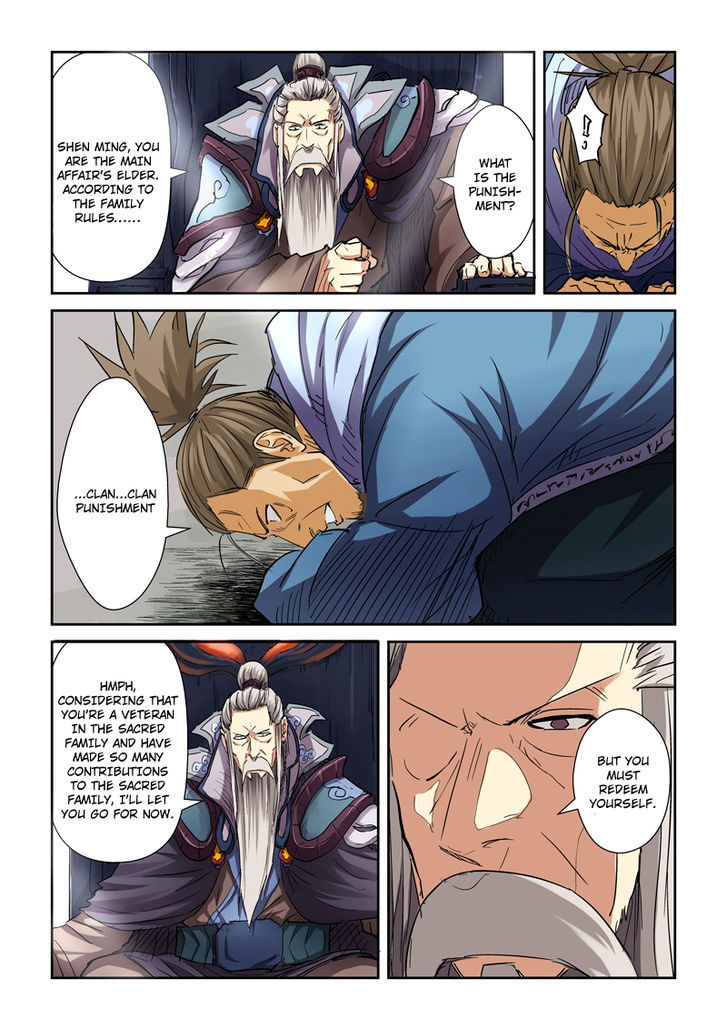 SHEN MING, YOU
ARE THE MAIN
AFFAIR'S ELDER.
ACCORDING TO
THE FAMILY
RULES......
WHAT
IS THE
PUNISH-
MENT?
!!
...CLAN...CLAN
PUNISHMENT
HMPH,
CONSIDERING THAT
YOU'RE A VETERAN
IN THE SACRED
FAMILY AND HAVE
MADE SO MANY
CONTRIBUTIONS
TO THE SACRED
FAMILY, I'LL LET
YOU GO FOR NOW.
BUT YOU
MUST
REDEEM
YOURSELF.